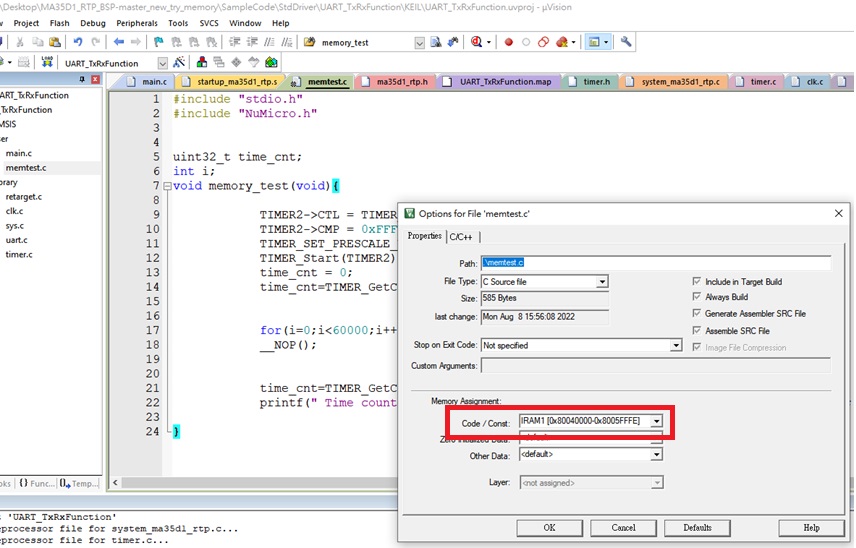 \Desktop\MA35D1_RTP_BSP-master_new_try_memory\SampleCode\StdDriver\UART_TxRxFunction\KEIL\UART_TxRxFunction.uvproj - µVision
Project Flash Debug Peripherals Tools SVCS Window Help
memory_test
LOAD UART_TxRxFunction
main.c startup_ma35d1_rtp.s memtest.c ma35d1_rtp.h UART_TxRxFunction.map timer.h system_ma35d1_rtp.c timer.c clk.c
ART_TxRxFunction
TxRxFunction
MSIS
ser
main.c
memtest.c
brary
retarget.c
clk.c
sys.c
uart.c
timer.c
1 #include "stdio.h"
2 #include "NuMicro.h"
3
4
5 uint32_t time_cnt;
6 int i;
7 void memory_test(void){
8
9 TIMER2->CTL = TIMER
10 TIMER2->CMP = 0xFFF
11 TIMER_SET_PRESCALE_
12 TIMER_Start(TIMER2)
13 time_cnt = 0;
14 time_cnt=TIMER_GetC
15
16
17 for(i=0;i<60000;i++
18 __NOP();
19
20
21 time_cnt=TIMER_GetC
22 printf(" Time count
23
24 }
Options for File 'memtest.c'
Properties C/C++
Path: .\memtest.c
File Type: C Source file
Size: 585 Bytes
last change: Mon Aug 8 15:56:08 2022
Stop on Exit Code: Not specified
Custom Arguments:
Include in Target Build
Always Build
Generate Assembler SRC File
Assemble SRC File
Image File Compression
Memory Assignment:
Code / Const: IRAM1 [0x80040000-0x8005FFFE]
Zero Initialized Data: <default>
Other Data: <default>
Layer: <not assigned>
OK Cancel Defaults Help
oks {} Func... Temp...
t 'UART_TxRxFunction'
eprocessor file for system_ma35d1_rtp.c...
eprocessor file for timer.c...